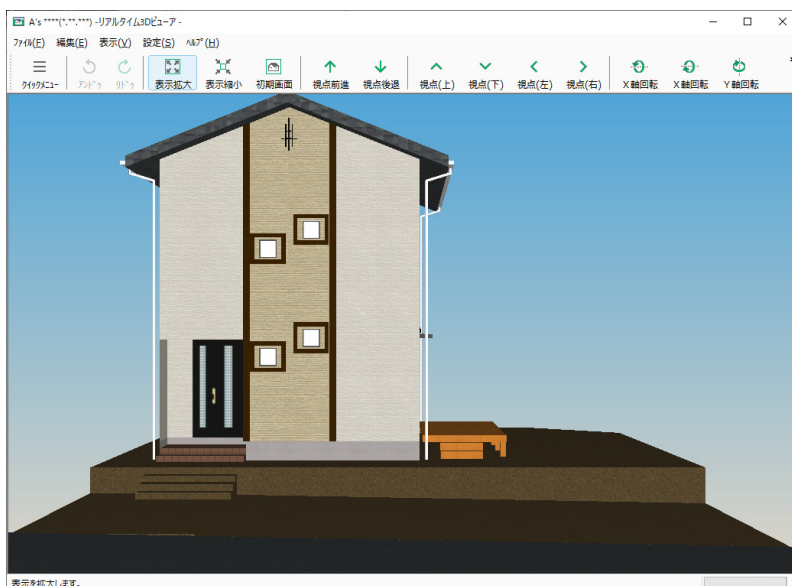 A's ****(*.**.***) -リアルタイム3Dビューア -
ファイル(F) 編集(E) 表示(V) 設定(S) ヘルプ(H)
クイックメニュー アンドゥ リドゥ 表示拡大 表示縮小 初期画面 視点前進 視点後退 視点(上) 視点(下) 視点(左) 視点(右) X軸回転 X軸回転 Y軸回転
表示を拡大します。